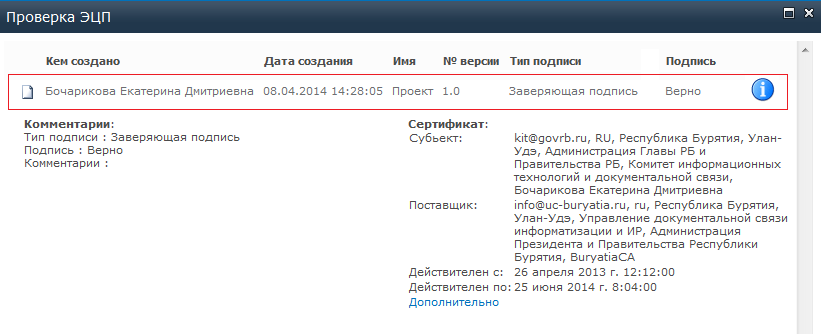 Проверка ЭЦП
Кем создано Дата создания Имя № версии Тип подписи Подпись
Бочарикова Екатерина Дмитриевна 08.04.2014 14:28:05 Проект 1.0 Заверяющая подпись Верно
Комментарии:
Тип подписи : Заверяющая подпись
Подпись : Верно
Комментарии :
Сертификат:
Субьект: kit@govrb.ru, RU, Республика Бурятия, Улан-
Удэ, Администрация Главы РБ и
Правительства РБ, Комитет информационных
технологий и документальной связи,
Бочарикова Екатерина Дмитриевна
Поставщик: info@uc-buryatia.ru, ru, Республика Бурятия,
Улан-Удэ, Управление документальной связи
информатизации и ИР, Администрация
Президента и Правительства Республики
Бурятия, BuryatiaCA
Действителен с: 26 апреля 2013 г. 12:12:00
Действителен по: 25 июня 2014 г. 8:04:00
Дополнительно